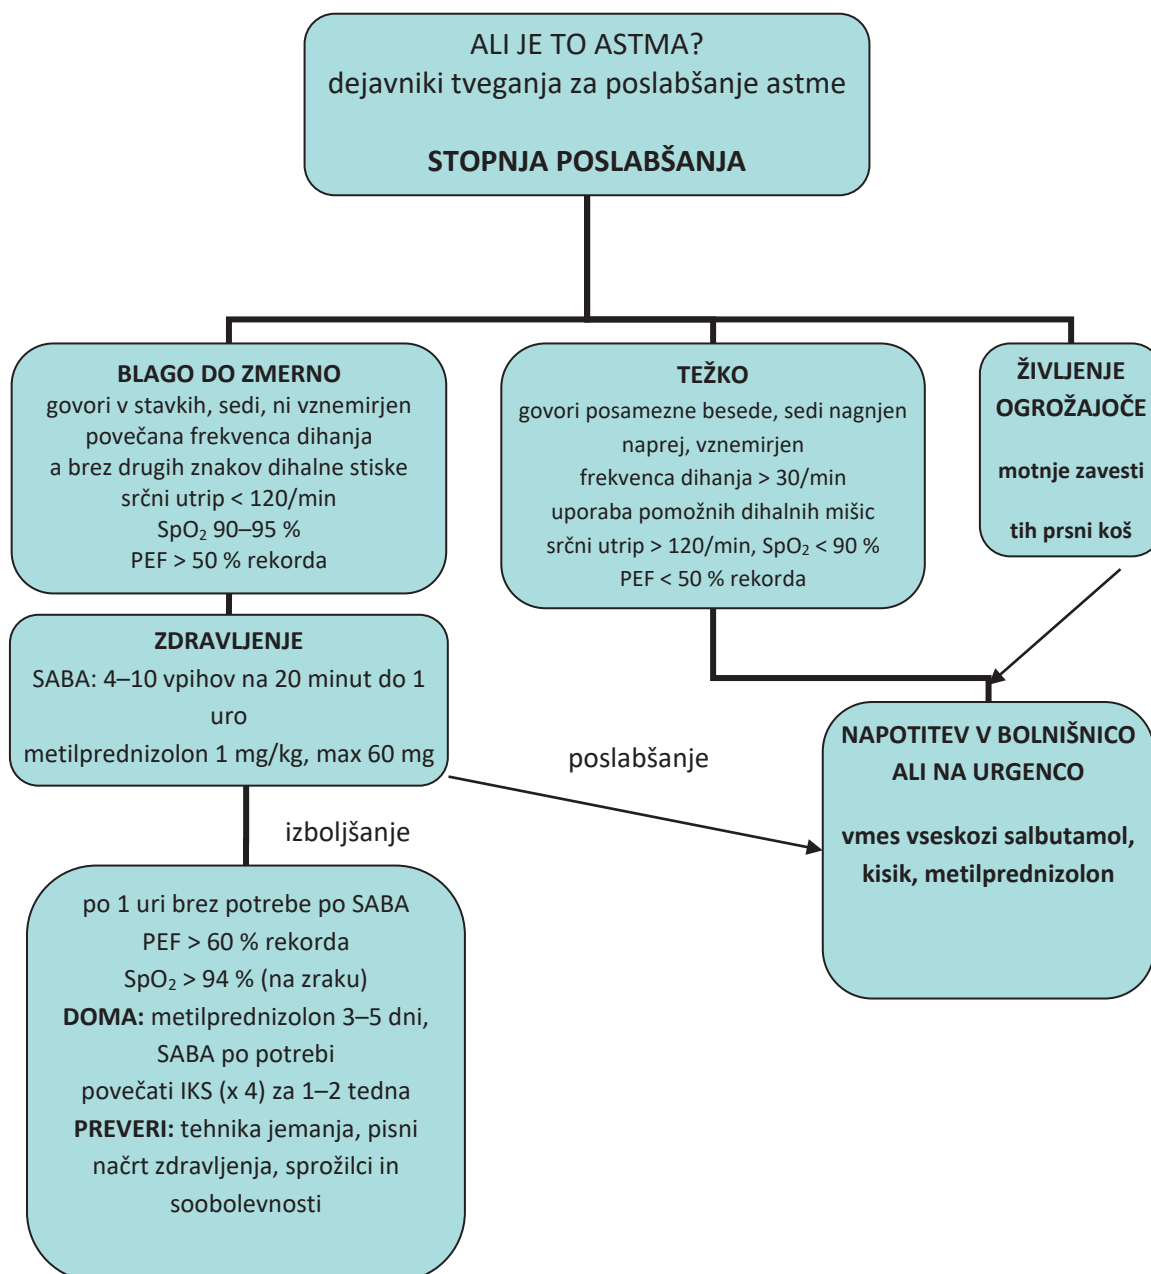 ALI JE TO ASTMA?
dejavniki tveganja za poslabšanje astme
STOPNJA POSLABŠANJA
BLAGO DO ZMERNO
govori v stavkih, sedi, ni vznemirjen
povečana frekvenca dihanja
a brez drugih znakov dihalne stiske
srčni utrip < 120/min
SpO₂ 90–95 %
PEF > 50 % rekorda
TEŽKO
govori posamezne besede, sedi nagnjen
naprej, vznemirjen
frekvenca dihanja > 30/min
uporaba pomožnih dihalnih mišic
srčni utrip > 120/min, SpO₂ < 90 %
PEF < 50 % rekorda
ŽIVLJENJE
OGROŽAJOČE
motnje zavesti
tih prsni koš
ZDRAVLJENJE
SABA: 4–10 vpihov na 20 minut do 1
uro
metilprednizolon 1 mg/kg, max 60 mg
poslabšanje
izboljšanje
NAPOTITEV V BOLNIŠNICO
ALI NA URGENCO
vmes vseskozi salbutamol,
kisik, metilprednizolon
po 1 uri brez potrebe po SABA
PEF > 60 % rekorda
SpO₂ > 94 % (na zraku)
DOMA: metilprednizolon 3–5 dni,
SABA po potrebi
povečati IKS (x 4) za 1–2 tedna
PREVERI: tehnika jemanja, pisni
načrt zdravljenja, sprožilci in
soobolevnosti